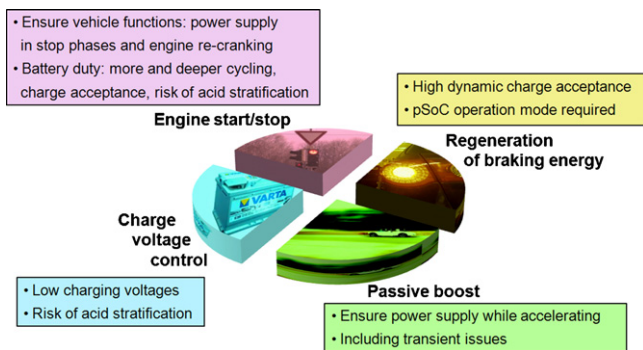 • Ensure vehicle functions: power supply
in stop phases and engine re-cranking
• Battery duty: more and deeper cycling,
charge acceptance, risk of acid stratification
Engine start/stop
• High dynamic charge acceptance
• pSoC operation mode required
Regeneration
of braking energy
VARTA
Charge
voltage
control
• Low charging voltages
• Risk of acid stratification
Passive boost
• Ensure power supply while accelerating
• Including transient issues